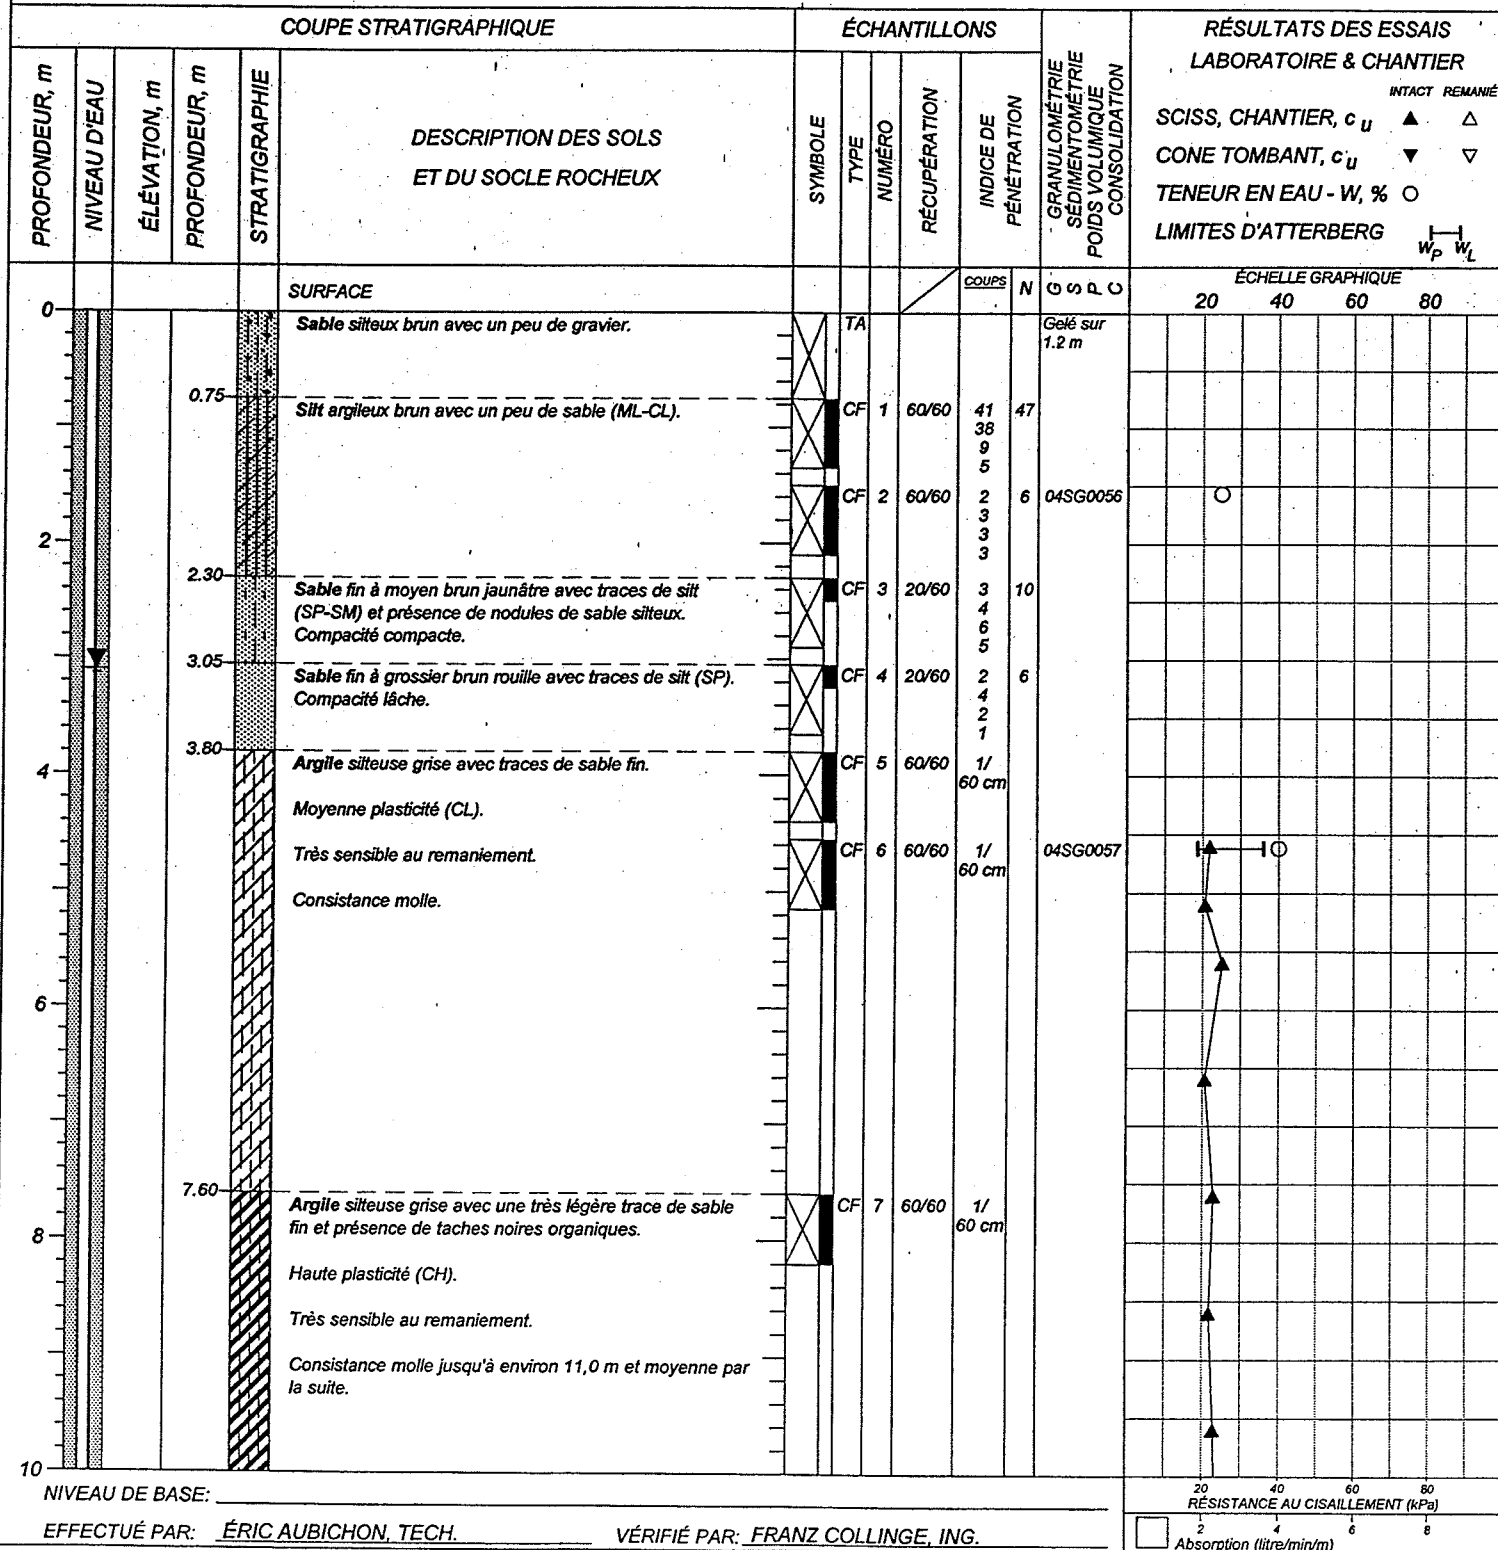 COUPE STRATIGRAPHIQUE
ÉCHANTILLONS
RÉSULTATS DES ESSAIS
LABORATOIRE & CHANTIER
PROFONDEUR, m
NIVEAU D'EAU
ÉLÉVATION, m
PROFONDEUR, m
STRATIGRAPHIE
DESCRIPTION DES SOLS
ET DU SOCLE ROCHEUX
SYMBOLE
TYPE
NUMÉRO
RÉCUPÉRATION
INDICE DE
PÉNÉTRATION
GRANULOMÉTRIE
SÉDIMENTOMÉTRIE
POIDS VOLUMIQUE
CONSOLIDATION
INTACT REMANIÉ
SCISS, CHANTIER, c u
CONE TOMBANT, c u
TENEUR EN EAU - W, %
LIMITES D'ATTERBERG
WP WL
SURFACE
COUPS N G S P C
ÉCHELLE GRAPHIQUE
20 40 60 80
0
Sable silteux brun avec un peu de gravier.
TA
Gelé sur
1.2 m
0.75
Silt argileux brun avec un peu de sable (ML-CL).
CF 1 60/60 41 47
38
9
5
CF 2 60/60 2 6 04SG0056
3
3
3
2
2.30
Sable fin à moyen brun jaunâtre avec traces de silt
(SP-SM) et présence de nodules de sable silteux.
Compacité compacte.
CF 3 20/60 3 10
4
6
5
3.05
Sable fin à grossier brun rouille avec traces de silt (SP).
Compacité lâche.
CF 4 20/60 2 6
4
2
1
3.80
4
Argile silteuse grise avec traces de sable fin.
CF 5 60/60 1/
60 cm
Moyenne plasticité (CL).
Très sensible au remaniement.
CF 6 60/60 1/ 04SG0057
60 cm
Consistance molle.
6
7.60
Argile silteuse grise avec une très légère trace de sable
fin et présence de taches noires organiques.
CF 7 60/60 1/
60 cm
8
Haute plasticité (CH).
Très sensible au remaniement.
Consistance molle jusqu'à environ 11,0 m et moyenne par
la suite.
10
20 40 60 80
RÉSISTANCE AU CISAILLEMENT (kPa)
NIVEAU DE BASE:
EFFECTUÉ PAR: ÉRIC AUBICHON, TECH.
VÉRIFIÉ PAR: FRANZ COLLINGE, ING.
2 4 6 8
Absorption (litre/min/m)